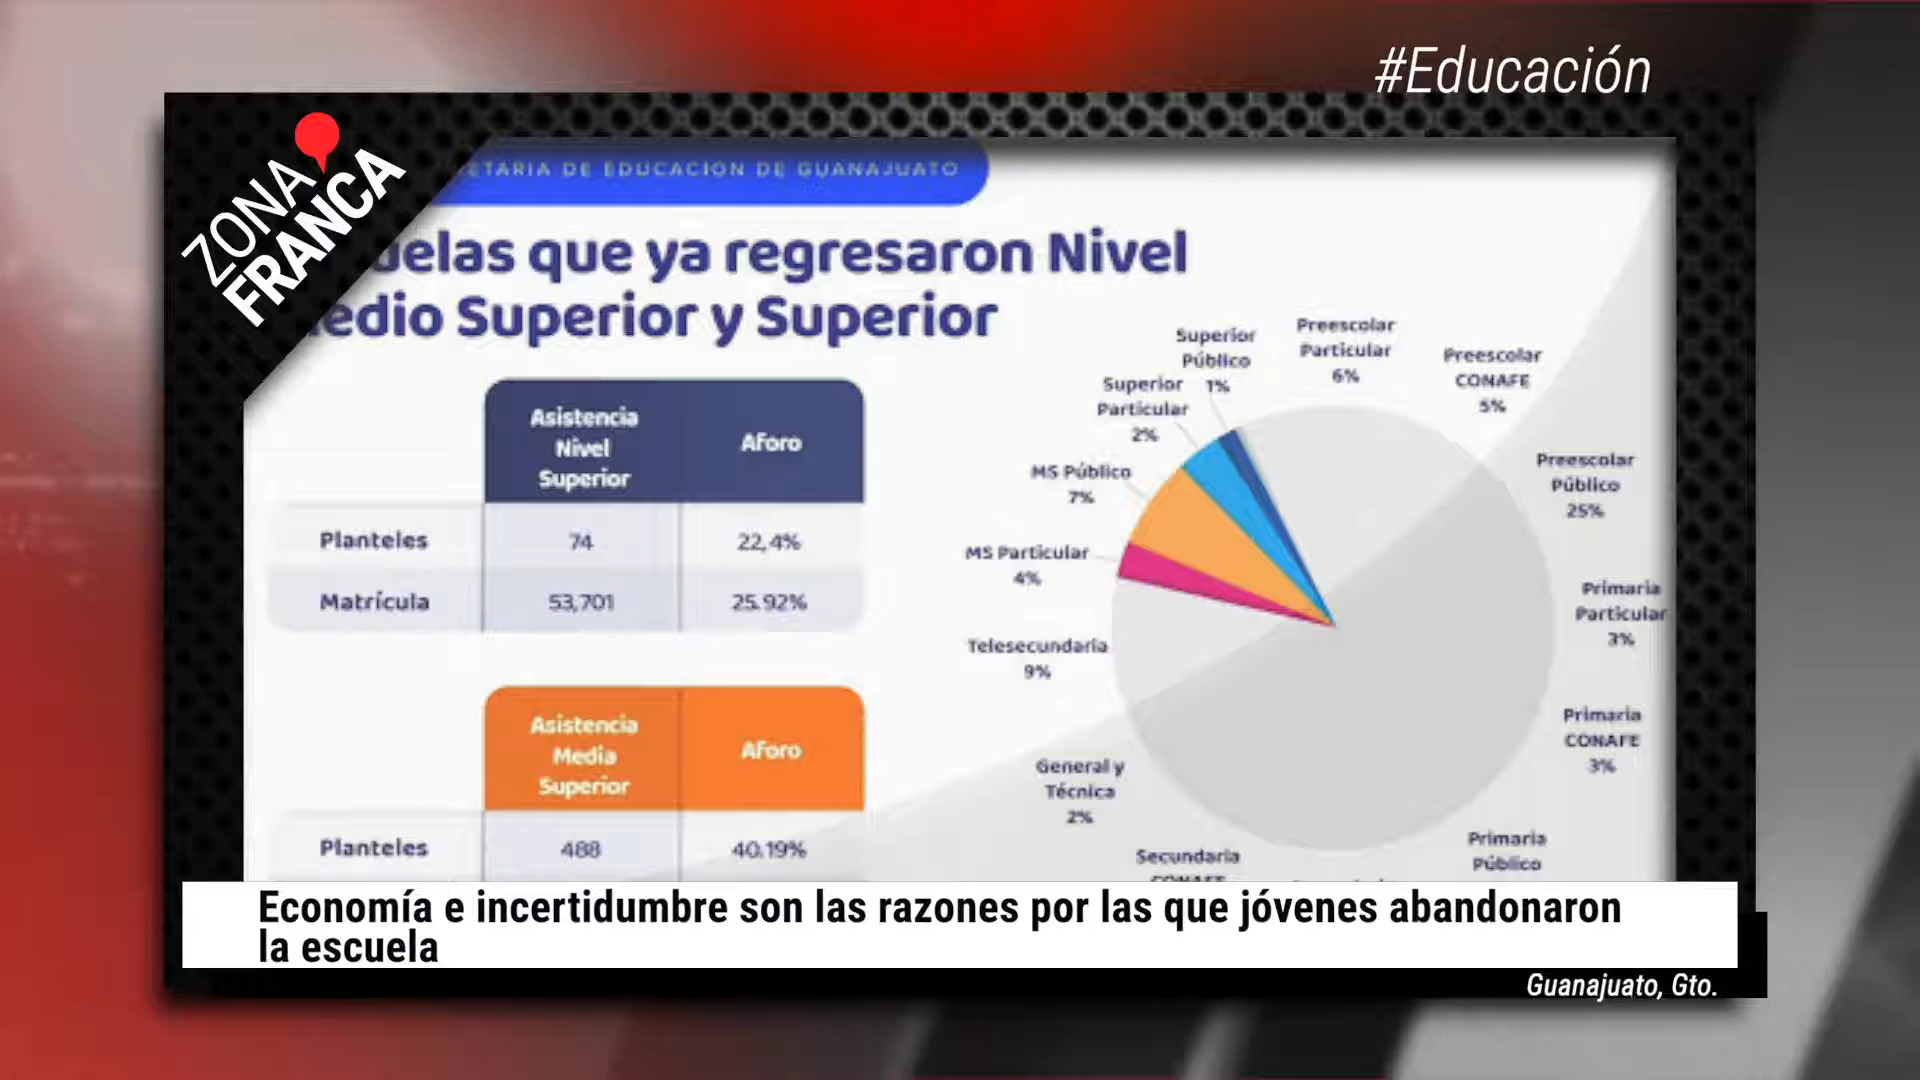 #Educación
ZONA
FRANCA
ETARIA DE EDUCACION DE GUANAJUATO
uelas que ya regresaron Nivel
edio Superior y Superior
Asistencia
Nivel
Superior
Aforo
Planteles 74 22,4%
Matrícula 53,701 25.92%
Asistencia
Media
Superior
Aforo
Planteles 488 40.19%
Superior
Público
1%
Preescolar
Particular
6%
Preescolar
CONAFE
5%
Superior
Particular
2%
Preescolar
Público
25%
MS Público
7%
MS Particular
4%
Primaria
Particular
3%
Telesecundaria
9%
Primaria
CONAFE
3%
General y
Técnica
2%
Primaria
Público
Secundaria
CONAFE
Economía e incertidumbre son las razones por las que jóvenes abandonaron
la escuela
Guanajuato, Gto.